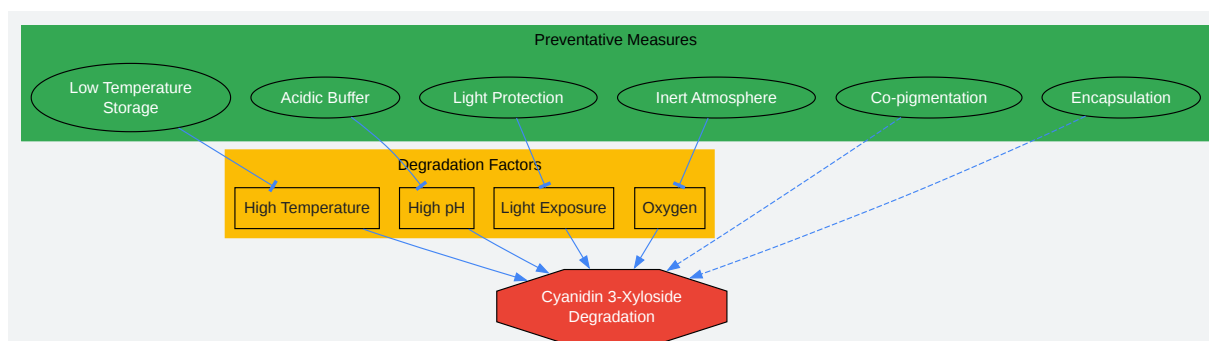 Preventative Measures
Low Temperature
Storage
Acidic Buffer
Light Protection
Inert Atmosphere
Co-pigmentation
Encapsulation
Degradation Factors
High Temperature
High pH
Light Exposure
Oxygen
Cyanidin 3-Xyloside
Degradation